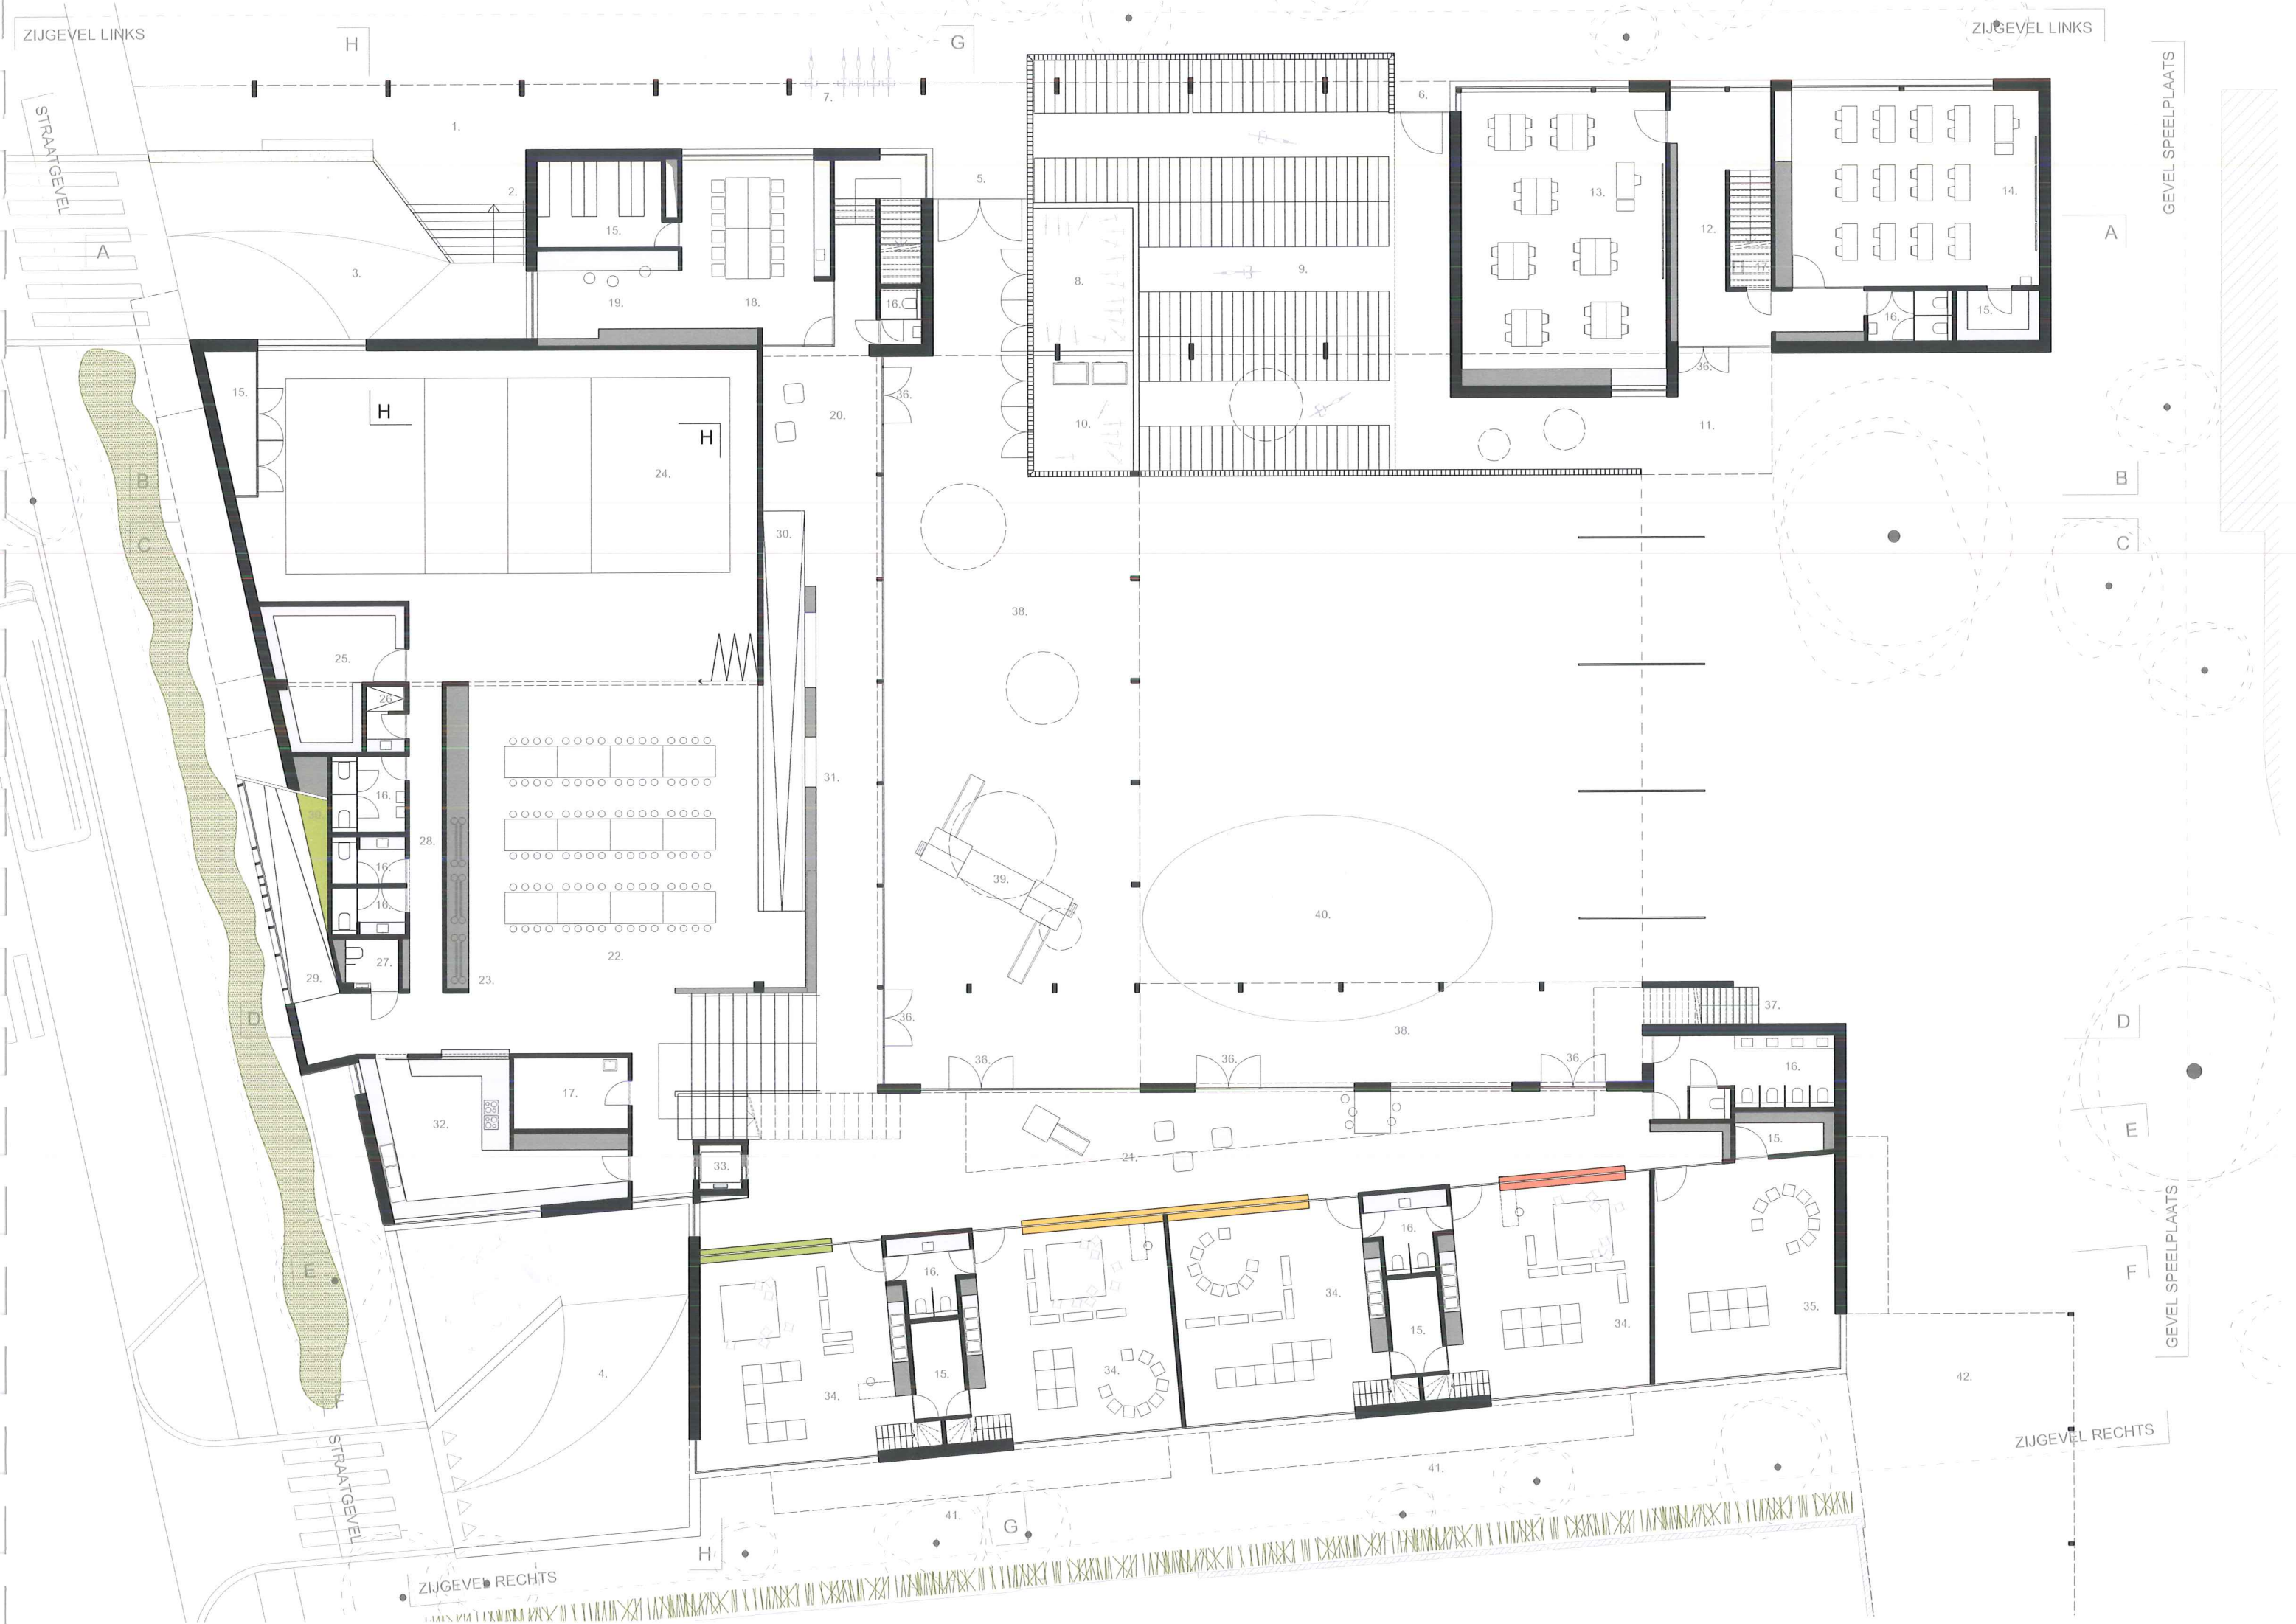 ZIJGEVEL LINKS
H
G
ZIJGEVEL LINKS
GEVEL SPEELPLAATS
STRAATGEVEL
7.
6.
1.
2.
5.
13.
14.
15.
12.
A
A
3.
8.
9.
19.
18.
16.
17.
16.
15.
15.
H
36.
36.
20.
10.
11.
H
24.
B
B
30.
C
C
38.
25.
26.
31.
16.
30.
28.
16.
39.
16.
40.
22.
27.
29.
23.
37.
D
36.
38.
D
36.
36.
36.
16.
17.
32.
E
15.
21.
33.
GEVEL SPEELPLAATS
16.
E
16.
F
34.
35.
34.
15.
4.
15.
34.
42.
34.
F
ZIJGEVEL RECHTS
STRAATGEVEL
41.
41.
G
H
ZIJGEVEL RECHTS